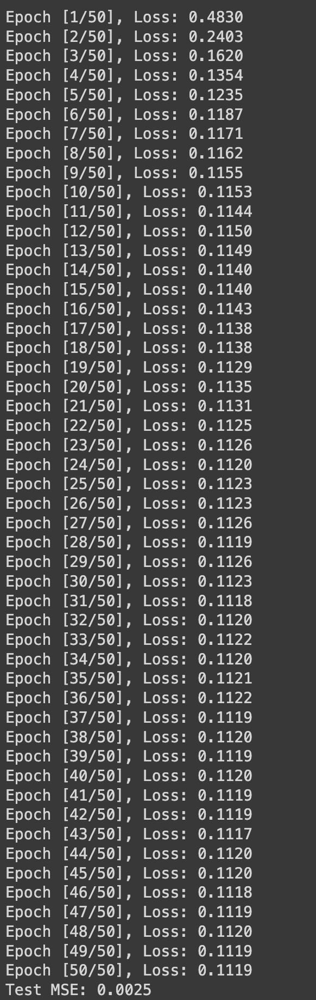 Epoch [1/50], Loss: 0.4830
Epoch [2/50], Loss: 0.2403
Epoch [3/50], Loss: 0.1620
Epoch [4/50], Loss: 0.1354
Epoch [5/50], Loss: 0.1235
Epoch [6/50], Loss: 0.1187
Epoch [7/50], Loss: 0.1171
Epoch [8/50], Loss: 0.1162
Epoch [9/50], Loss: 0.1155
Epoch [10/50], Loss: 0.1153
Epoch [11/50], Loss: 0.1144
Epoch [12/50], Loss: 0.1150
Epoch [13/50], Loss: 0.1149
Epoch [14/50], Loss: 0.1140
Epoch [15/50], Loss: 0.1140
Epoch [16/50], Loss: 0.1143
Epoch [17/50], Loss: 0.1138
Epoch [18/50], Loss: 0.1138
Epoch [19/50], Loss: 0.1129
Epoch [20/50], Loss: 0.1135
Epoch [21/50], Loss: 0.1131
Epoch [22/50], Loss: 0.1125
Epoch [23/50], Loss: 0.1126
Epoch [24/50], Loss: 0.1120
Epoch [25/50], Loss: 0.1123
Epoch [26/50], Loss: 0.1123
Epoch [27/50], Loss: 0.1126
Epoch [28/50], Loss: 0.1119
Epoch [29/50], Loss: 0.1126
Epoch [30/50], Loss: 0.1123
Epoch [31/50], Loss: 0.1118
Epoch [32/50], Loss: 0.1120
Epoch [33/50], Loss: 0.1122
Epoch [34/50], Loss: 0.1120
Epoch [35/50], Loss: 0.1121
Epoch [36/50], Loss: 0.1122
Epoch [37/50], Loss: 0.1119
Epoch [38/50], Loss: 0.1120
Epoch [39/50], Loss: 0.1119
Epoch [40/50], Loss: 0.1120
Epoch [41/50], Loss: 0.1119
Epoch [42/50], Loss: 0.1119
Epoch [43/50], Loss: 0.1117
Epoch [44/50], Loss: 0.1120
Epoch [45/50], Loss: 0.1120
Epoch [46/50], Loss: 0.1118
Epoch [47/50], Loss: 0.1119
Epoch [48/50], Loss: 0.1120
Epoch [49/50], Loss: 0.1119
Epoch [50/50], Loss: 0.1119
Test MSE: 0.0025